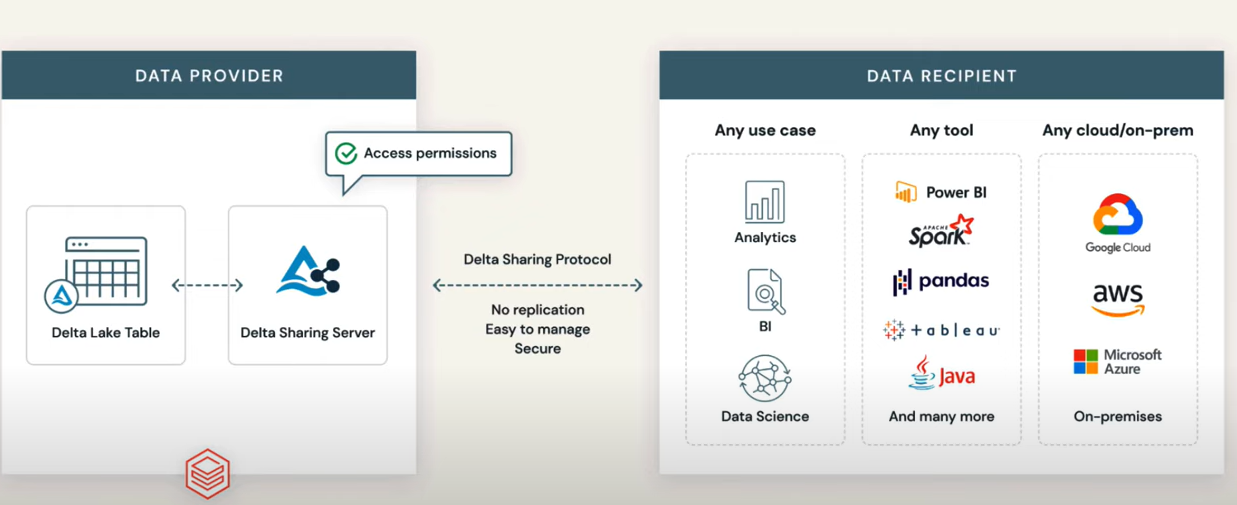 DATA PROVIDER
Access permissions
Delta Lake Table
Delta Sharing Server
Delta Sharing Protocol
No replication
Easy to manage
Secure
DATA RECIPIENT
Any use case
Analytics
BI
Data Science
Any tool
Power BI
APACHE
Spark
pandas
+ableau
Java
And many more
Any cloud/on-prem
Google Cloud
aws
Microsoft
Azure
On-premises